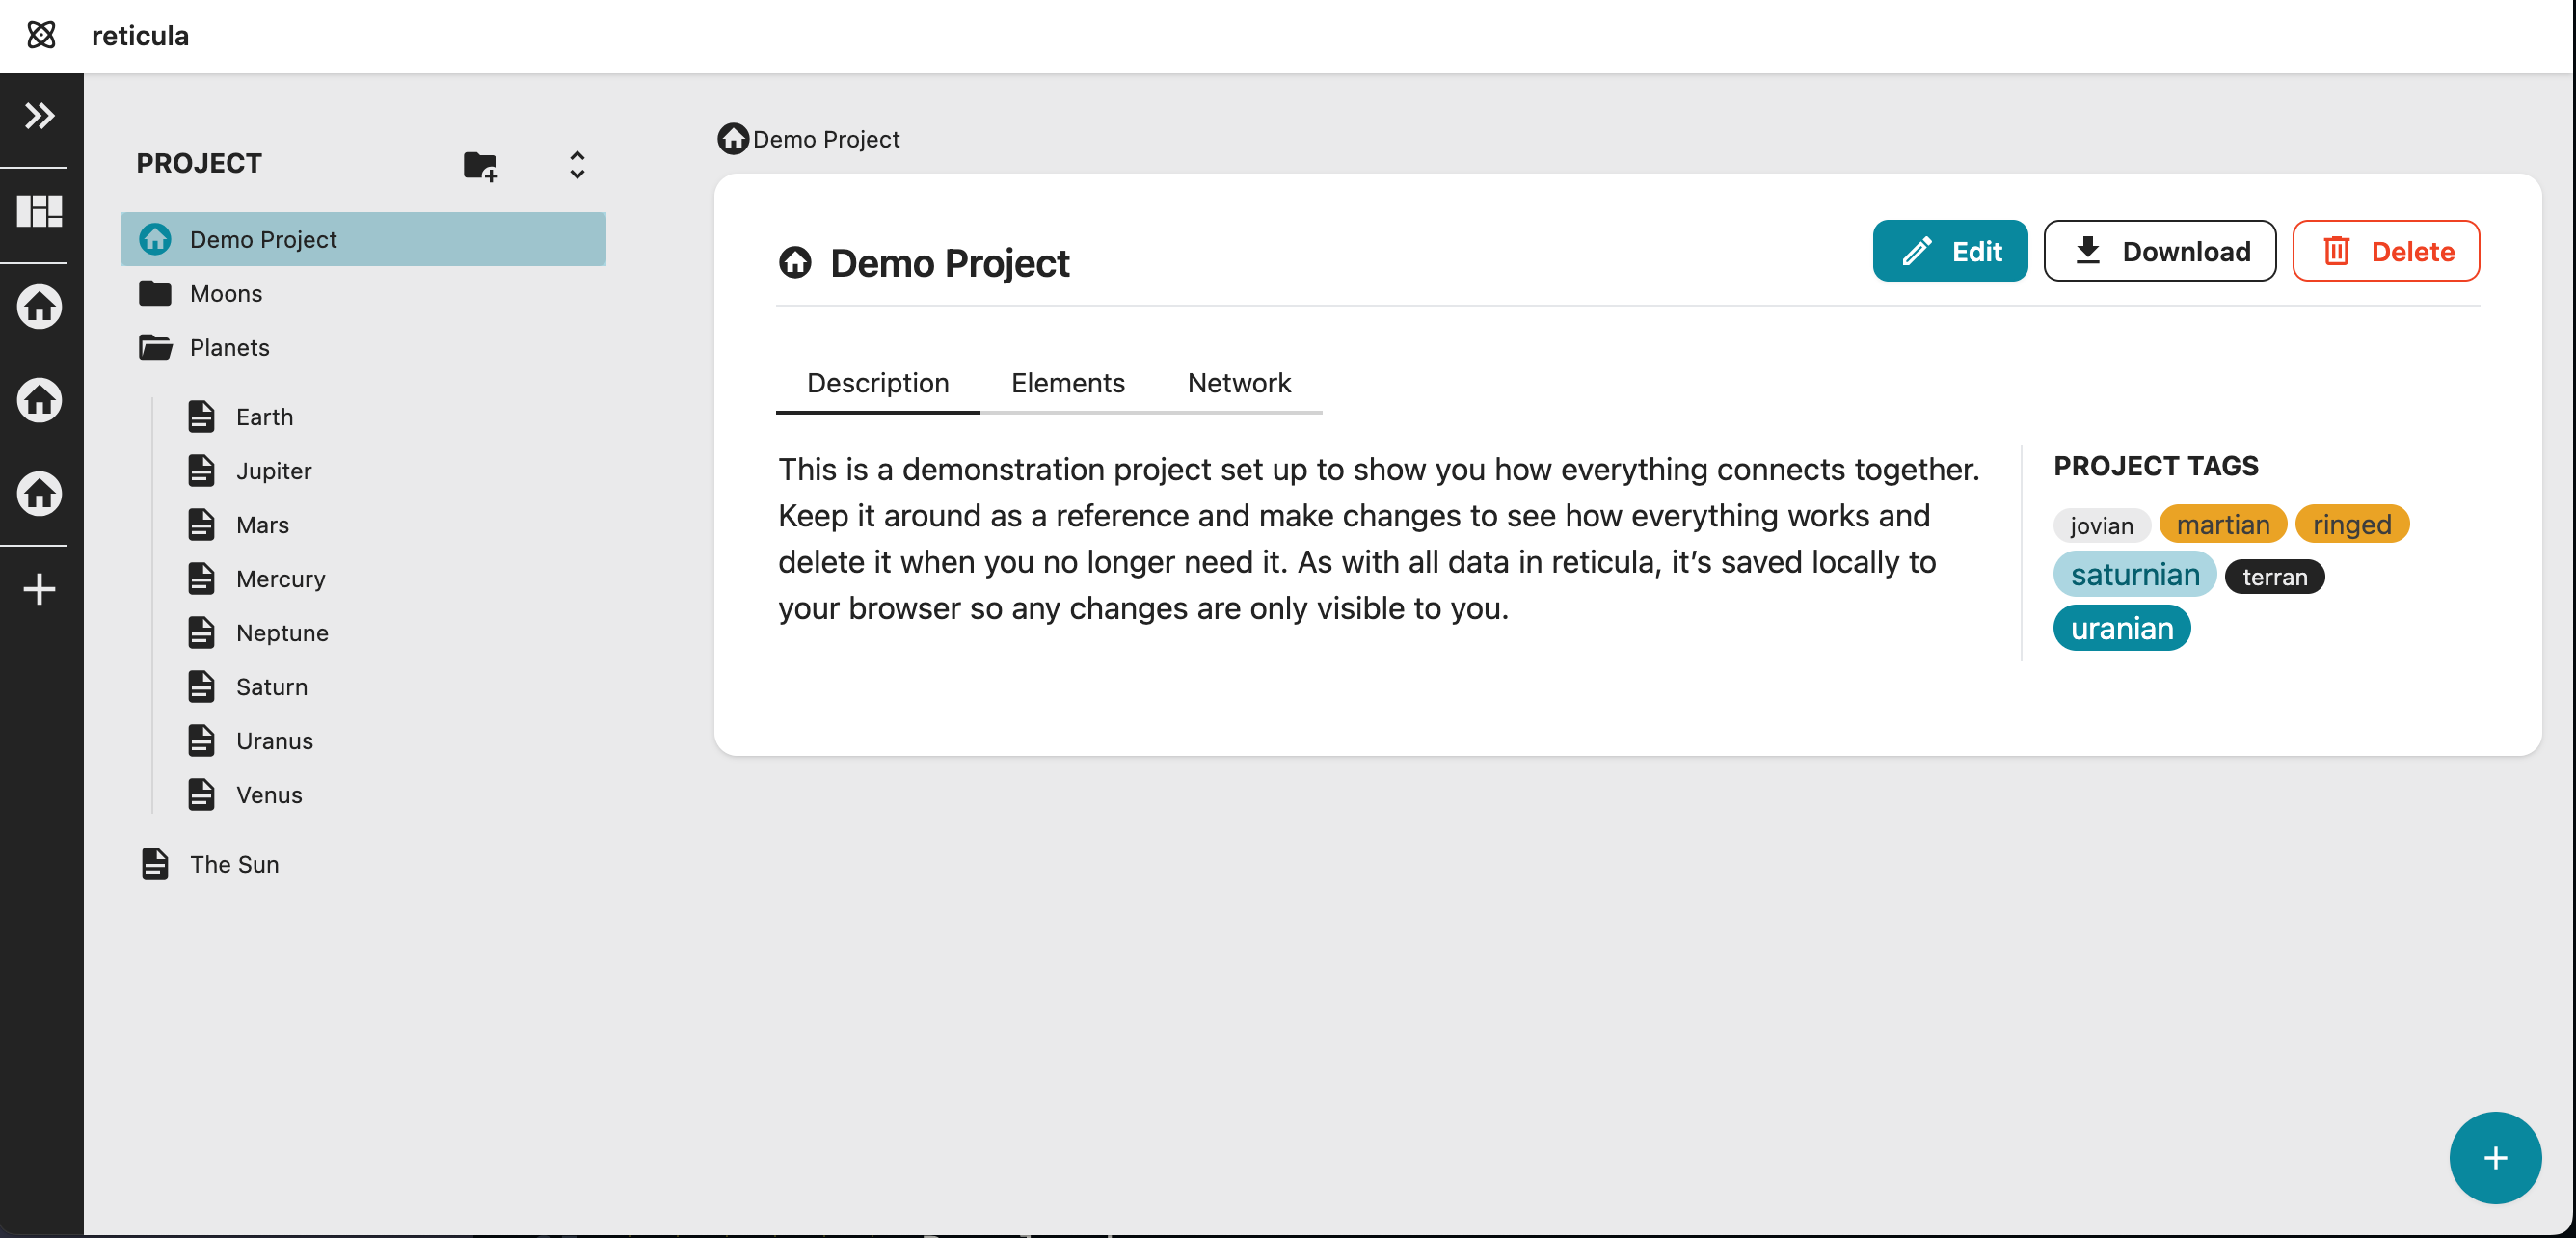 reticula
PROJECT
Demo Project
Moons
Planets
Earth
Jupiter
Mars
Mercury
Neptune
Saturn
Uranus
Venus
The Sun
Demo Project
Demo Project
Edit
Download
Delete
Description Elements Network
This is a demonstration project set up to show you how everything connects together.
Keep it around as a reference and make changes to see how everything works and
delete it when you no longer need it. As with all data in reticula, it’s saved locally to
your browser so any changes are only visible to you.
PROJECT TAGS
jovian martian ringed
saturnian terran
uranian